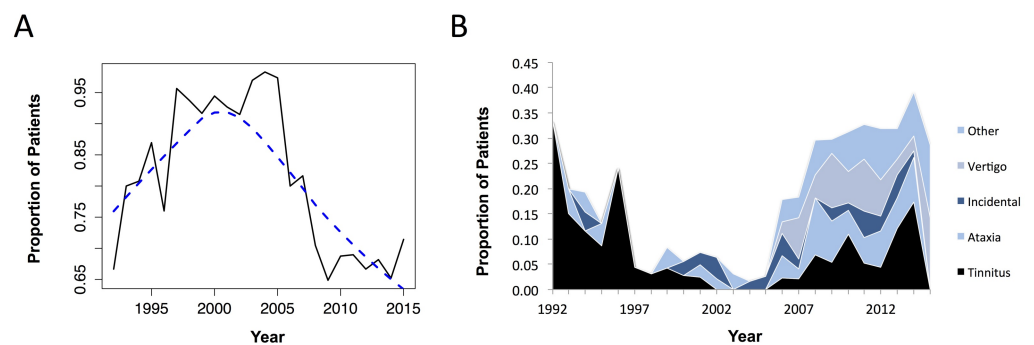 A
B
Proportion of Patients
0.95
0.85
0.75
0.65
1995 2000 2005 2010 2015
Year
Proportion of Patients
0.45
0.40
0.35
0.30
0.25
0.20
0.15
0.10
0.05
0.00
1992 1997 2002 2007 2012
Year
Other
Vertigo
Incidental
Ataxia
Tinnitus